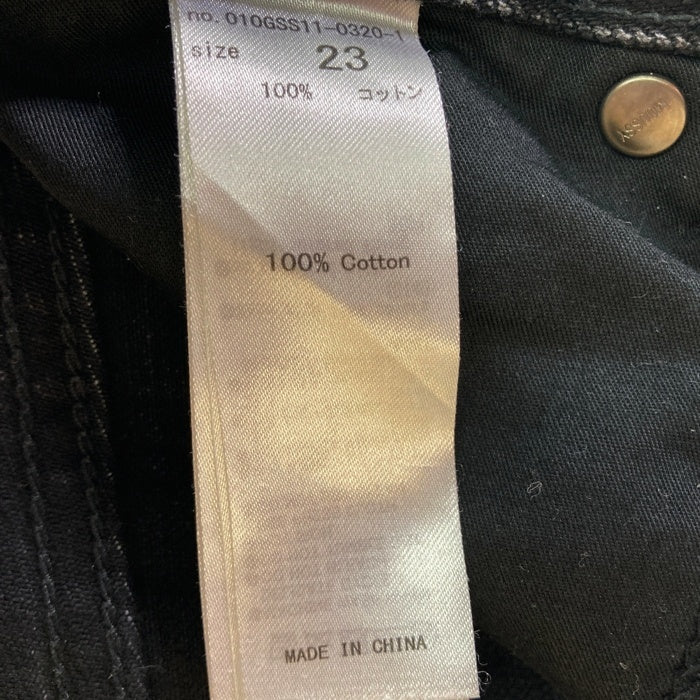 no. 010GSS11-0320-1
size 23
100% コットン
100% Cotton
MADE IN CHINA